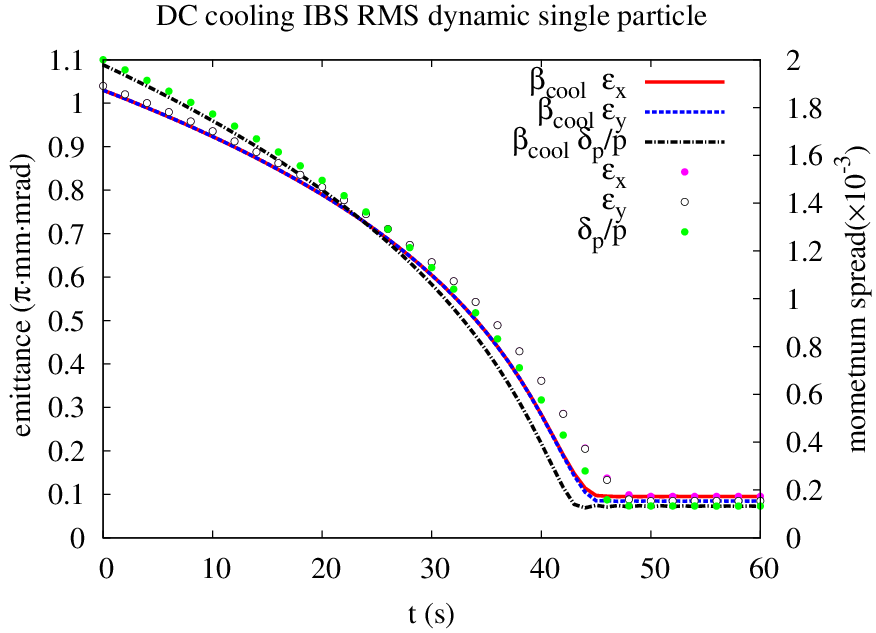 DC cooling IBS RMS dynamic single particle
1.1
1
0.9
0.8
0.7
0.6
0.5
0.4
0.3
0.2
0.1
0
emittance (π·mm·mrad)
2
1.8
1.6
1.4
1.2
1
0.8
0.6
0.4
0.2
0
mometnum spread(×10⁻³)
β_cool ε_x
β_cool ε_y
β_cool δ_p/p
ε_x
ε_y
δ_p/p
0 10 20 30 40 50 60
t (s)